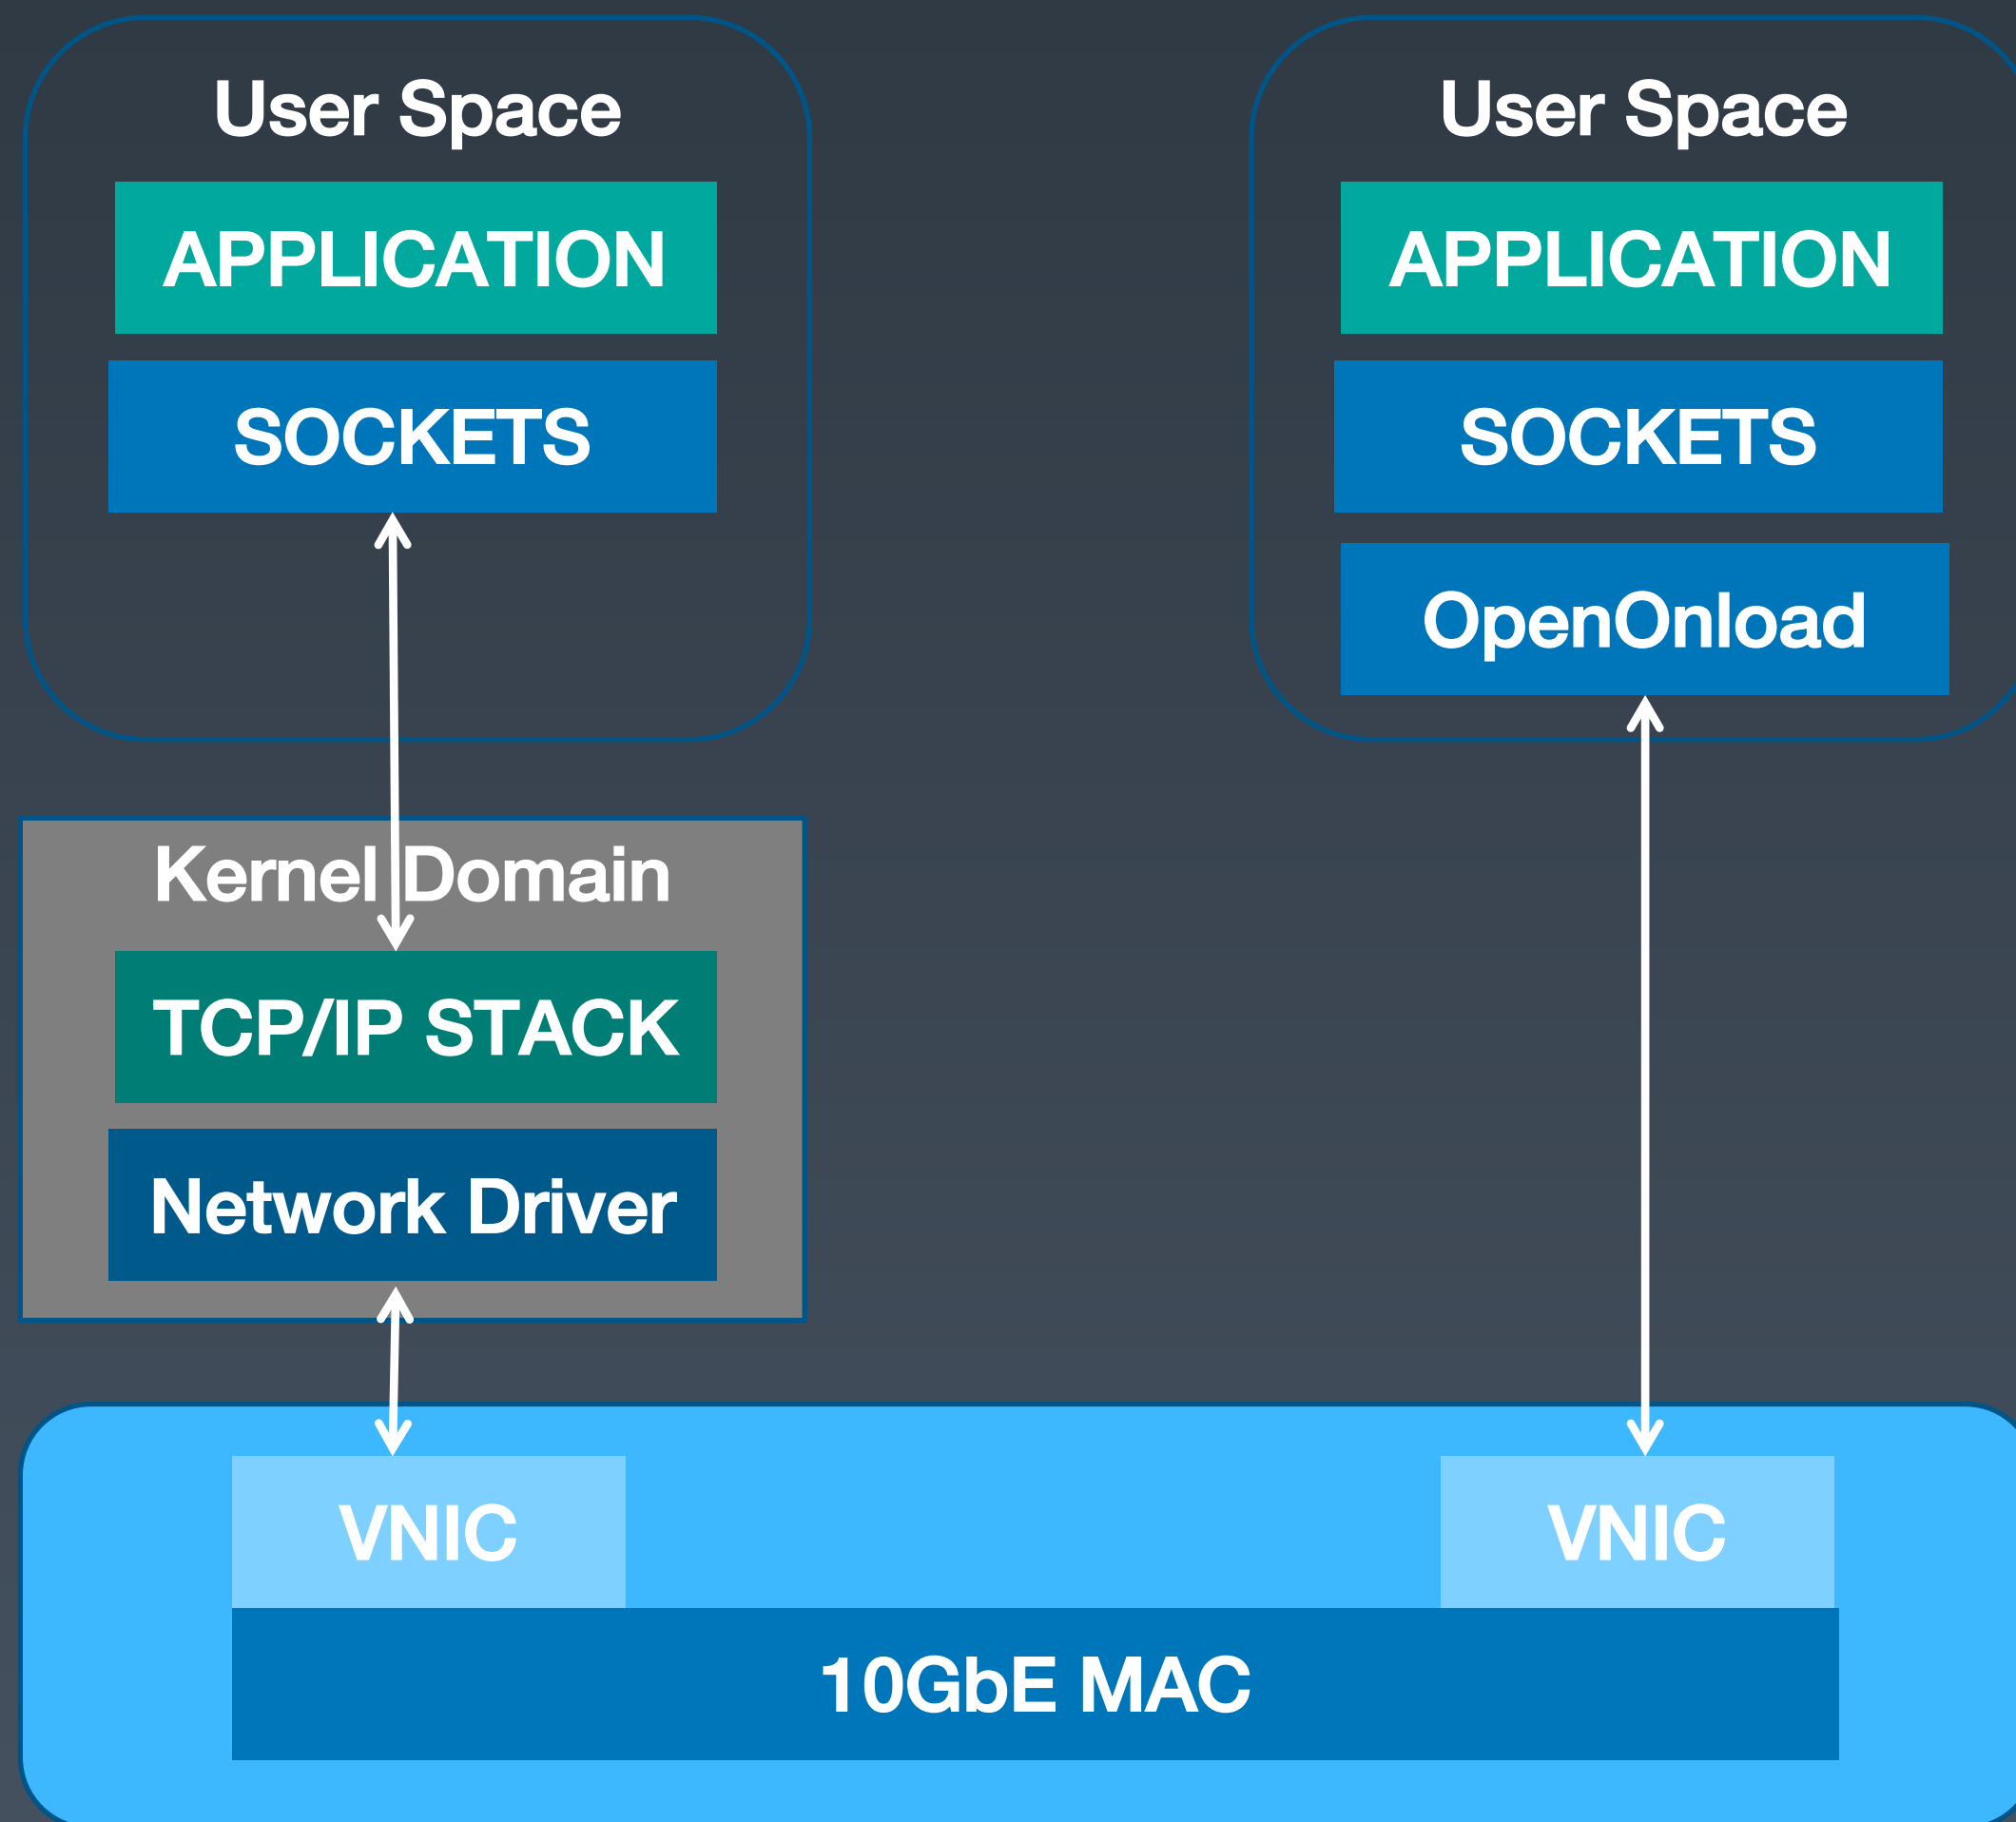 User Space
APPLICATION
SOCKETS
Kernel Domain
TCP/IP STACK
Network Driver
User Space
APPLICATION
SOCKETS
OpenOnload
VNIC
VNIC
10GbE MAC